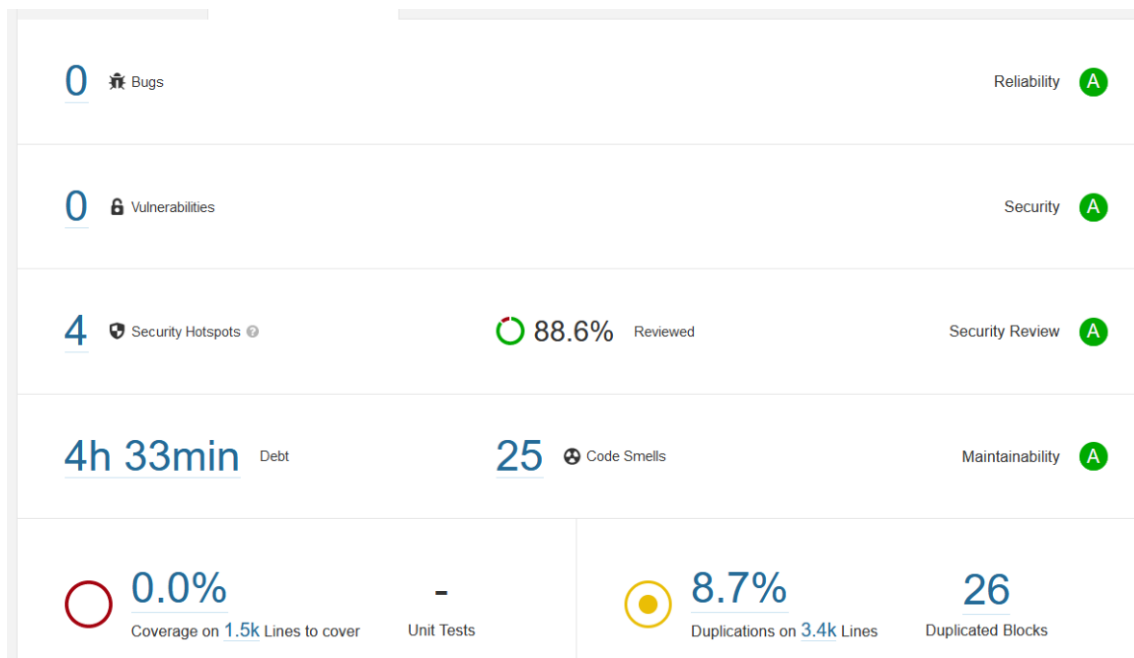 0 Bugs Reliability A
0 Vulnerabilities Security A
4 Security Hotspots ? 88.6% Reviewed Security Review A
4h 33min Debt 25 Code Smells Maintainability A
0.0% - 8.7% 26
Coverage on 1.5k Lines to cover Unit Tests Duplications on 3.4k Lines Duplicated Blocks